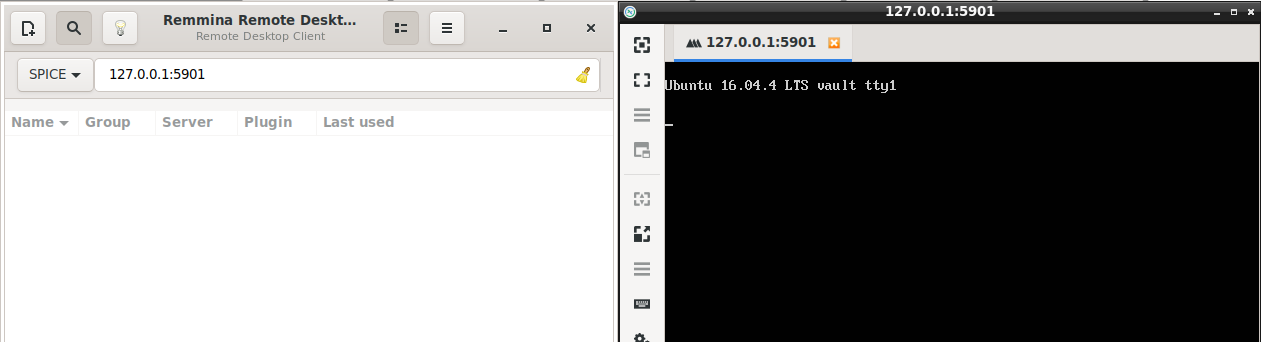 Remmina Remote Deskt...
Remote Desktop Client
SPICE 127.0.0.1:5901
Name Group Server Plugin Last used
127.0.0.1:5901
127.0.0.1:5901
Ubuntu 16.04.4 LTS vault tty1
_